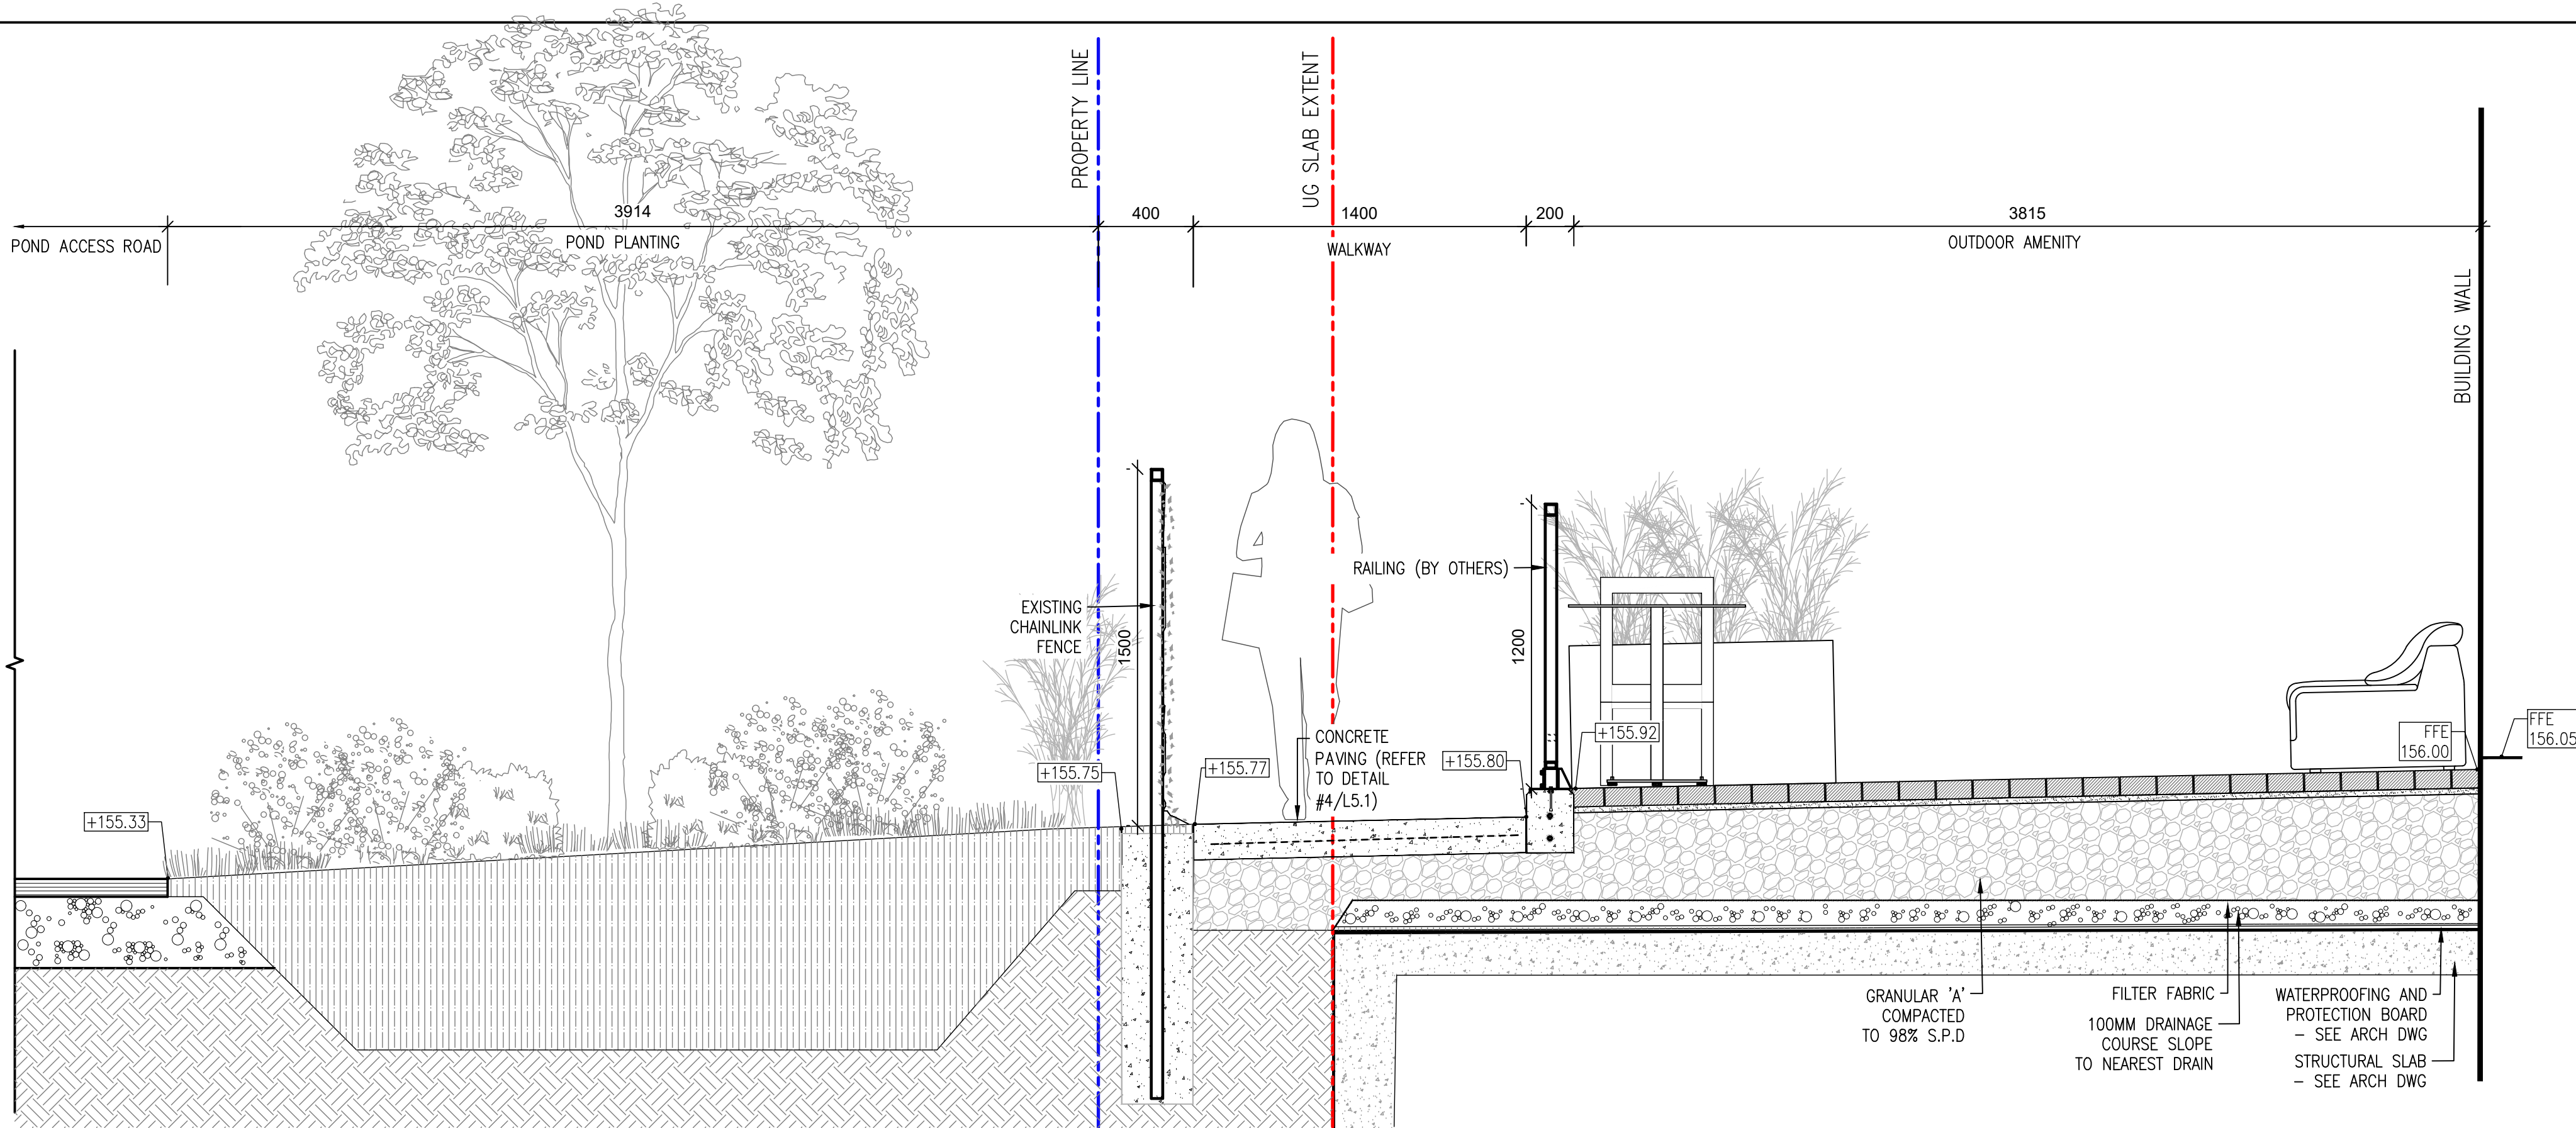 PROPERTY LINE
UG SLAB EXTENT
BUILDING WALL
3914
400
1400
200
3815
POND ACCESS ROAD
POND PLANTING
WALKWAY
OUTDOOR AMENITY
EXISTING
CHAINLINK
FENCE
1500
RAILING (BY OTHERS)
1200
CONCRETE
PAVING (REFER
TO DETAIL
#4/L5.1)
+155.33
+155.75
+155.77
+155.80
+155.92
FFE
156.00
FFE
156.05
GRANULAR 'A'
COMPACTED
TO 98% S.P.D
FILTER FABRIC
100MM DRAINAGE
COURSE SLOPE
TO NEAREST DRAIN
WATERPROOFING AND
PROTECTION BOARD
– SEE ARCH DWG
STRUCTURAL SLAB
– SEE ARCH DWG